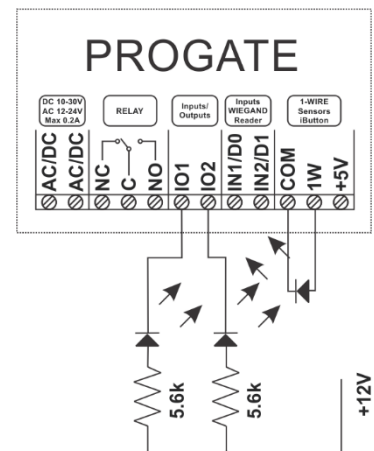 PROGATE
DC 10-30V
AC 12-24V
Max 0.2A
RELAY
Inputs/
Outputs
Inputs
WIEGAND
Reader
1-WIRE
Sensors
iButton
AC/DC
AC/DC
NC
C
NO
IO1
IO2
IN1/D0
IN2/D1
COM
1W
+5V
5.6k
5.6k
+12V